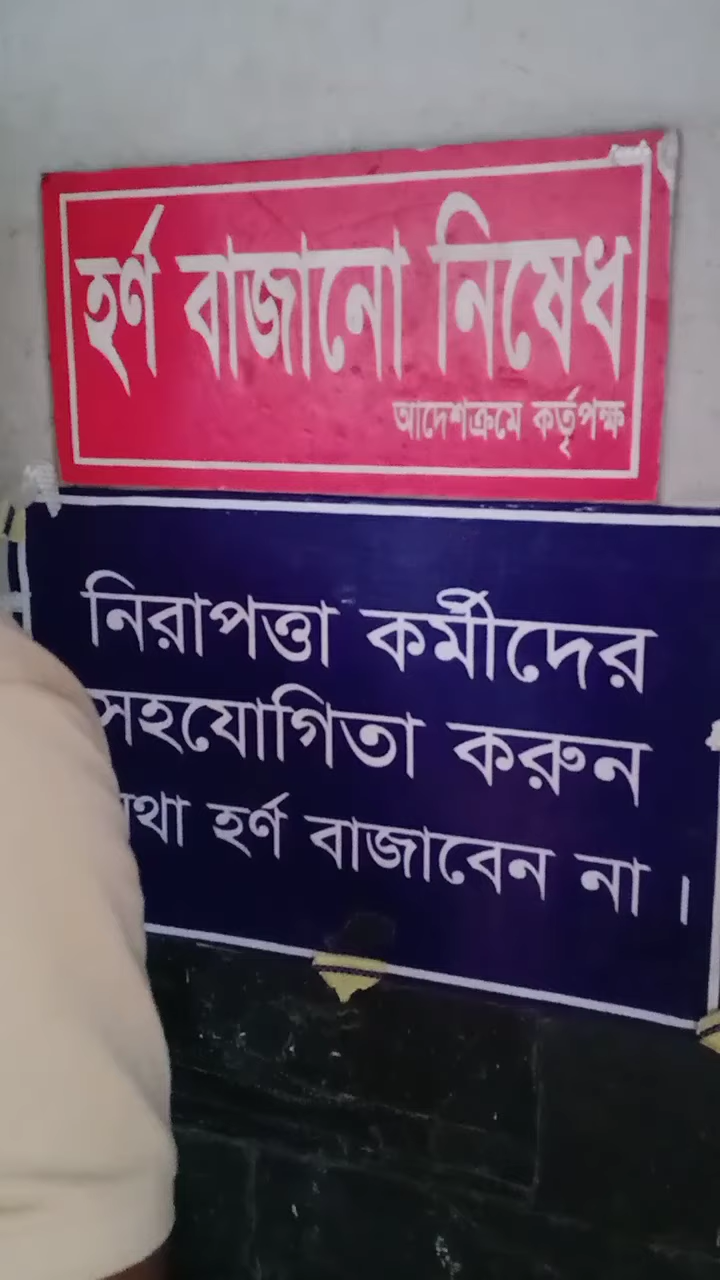 হর্ণ বাজানো নিষেধ
আদেশক্রমে কর্তৃপক্ষ
নিরাপত্তা কর্মীদের
সহযোগিতা করুন
হর্ণ বাজাবেন না।